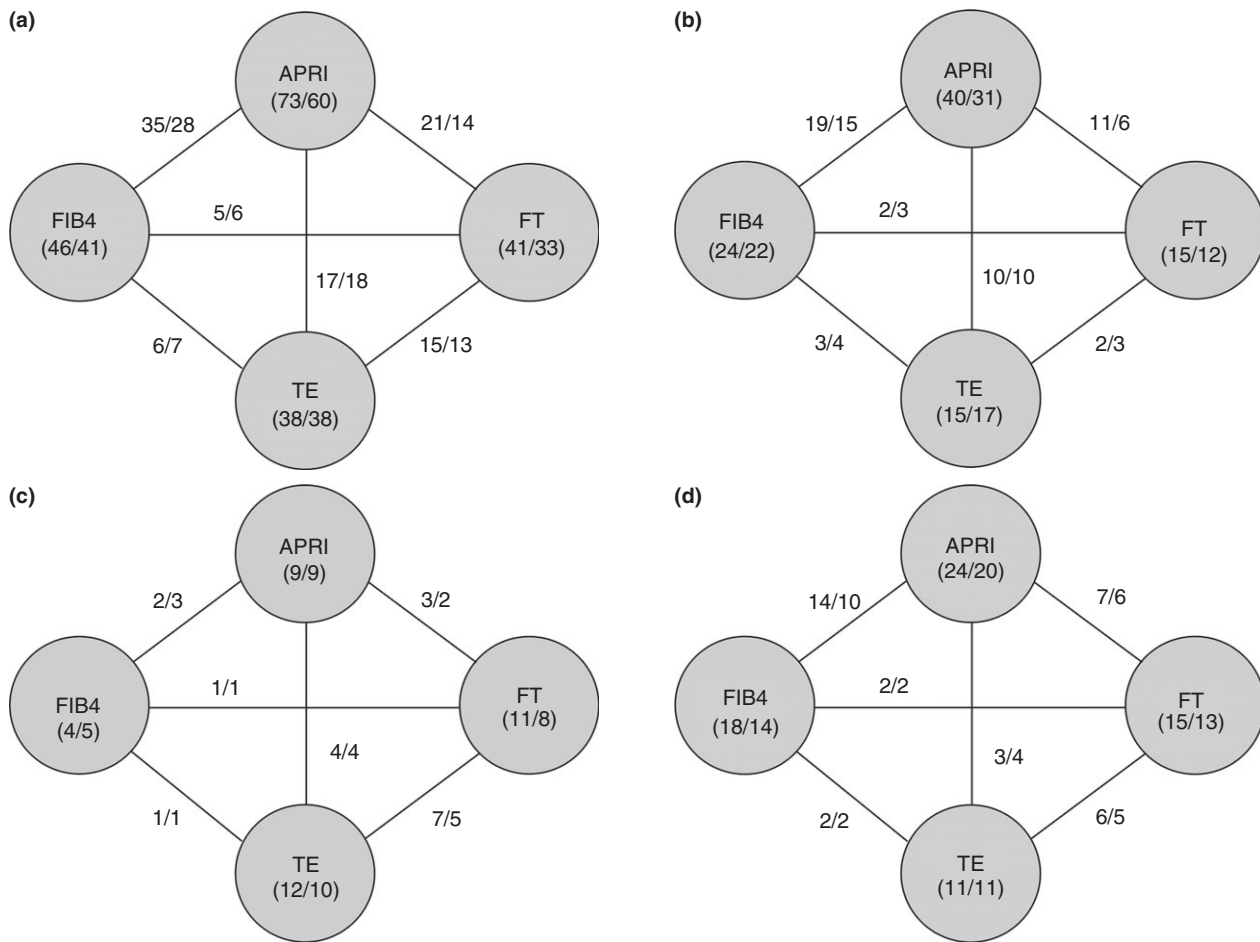 (a)
APRI
(73/60)
35/28
21/14
FIB4
(46/41)
5/6
FT
(41/33)
17/18
6/7
15/13
TE
(38/38)
(b)
APRI
(40/31)
19/15
11/6
FIB4
(24/22)
2/3
FT
(15/12)
10/10
3/4
2/3
TE
(15/17)
(c)
APRI
(9/9)
2/3
3/2
FIB4
(4/5)
1/1
FT
(11/8)
4/4
1/1
7/5
TE
(12/10)
(d)
APRI
(24/20)
14/10
7/6
FIB4
(18/14)
2/2
FT
(15/13)
3/4
2/2
6/5
TE
(11/11)